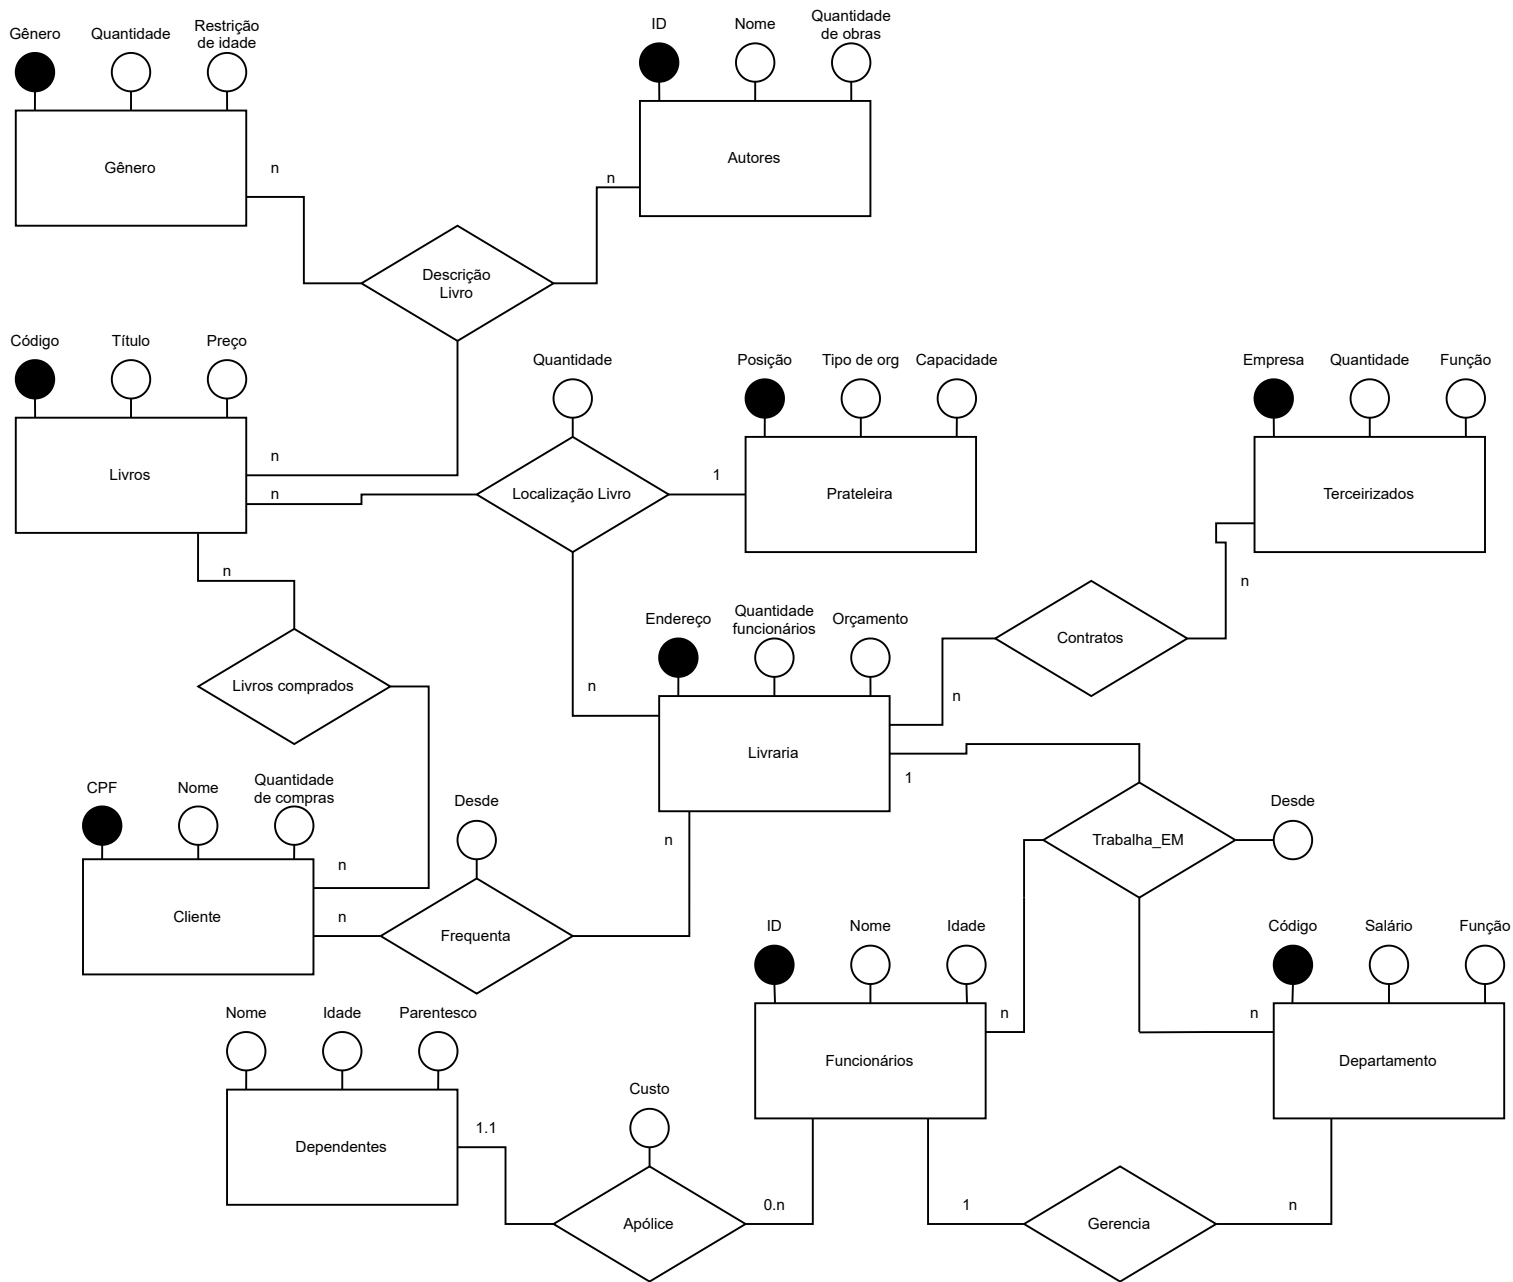 Gênero
Quantidade
Restrição
de idade
ID
Nome
Quantidade
de obras
Gênero
Autores
n
n
Descrição
Livro
Código
Título
Preço
Quantidade
Posição
Tipo de org
Capacidade
Empresa
Quantidade
Função
n
Livros
n
Localização Livro
1
Prateleira
Terceirizados
n
n
Endereço
Quantidade
funcionários
Orçamento
Contratos
Livros comprados
n
n
Livraria
1
CPF
Nome
Quantidade
de compras
Desde
Desde
n
Trabalha_EM
n
Cliente
n
Frequenta
ID
Nome
Idade
Código
Salário
Função
Nome
Idade
Parentesco
n
n
Funcionários
Departamento
Custo
1.1
Dependentes
0.n
1
n
Apólice
Gerencia